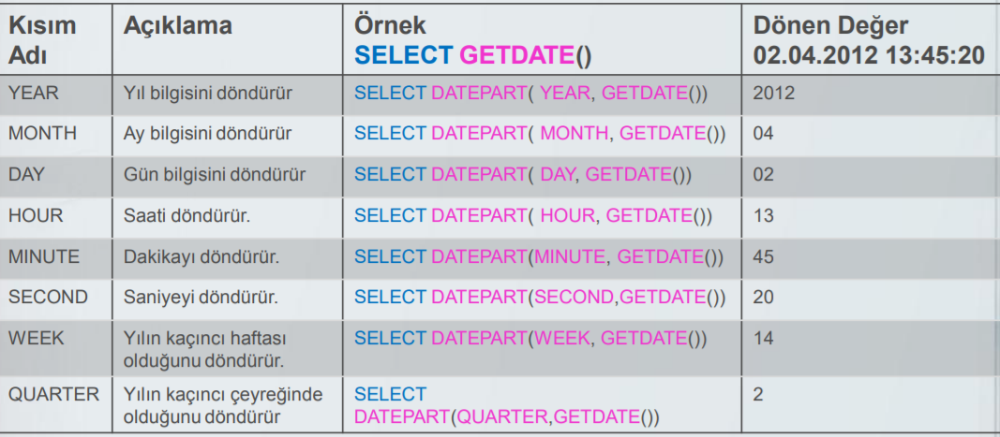 Kısım Adı	Açıklama	Örnek SELECT GETDATE()	Dönen Değer 02.04.2012 13:45:20
YEAR	Yıl bilgisini döndürür	SELECT DATEPART( YEAR, GETDATE())	2012
MONTH	Ay bilgisini döndürür	SELECT DATEPART( MONTH, GETDATE())	04
DAY	Gün bilgisini döndürür	SELECT DATEPART( DAY, GETDATE())	02
HOUR	Saati döndürür.	SELECT DATEPART( HOUR, GETDATE())	13
MINUTE	Dakikayı döndürür.	SELECT DATEPART(MINUTE, GETDATE())	45
SECOND	Saniyeyi döndürür.	SELECT DATEPART(SECOND,GETDATE())	20
WEEK	Yılın kaçıncı haftası olduğunu döndürür.	SELECT DATEPART(WEEK, GETDATE())	14
QUARTER	Yılın kaçıncı çeyreğinde olduğunu döndürür	SELECT DATEPART(QUARTER,GETDATE())	2